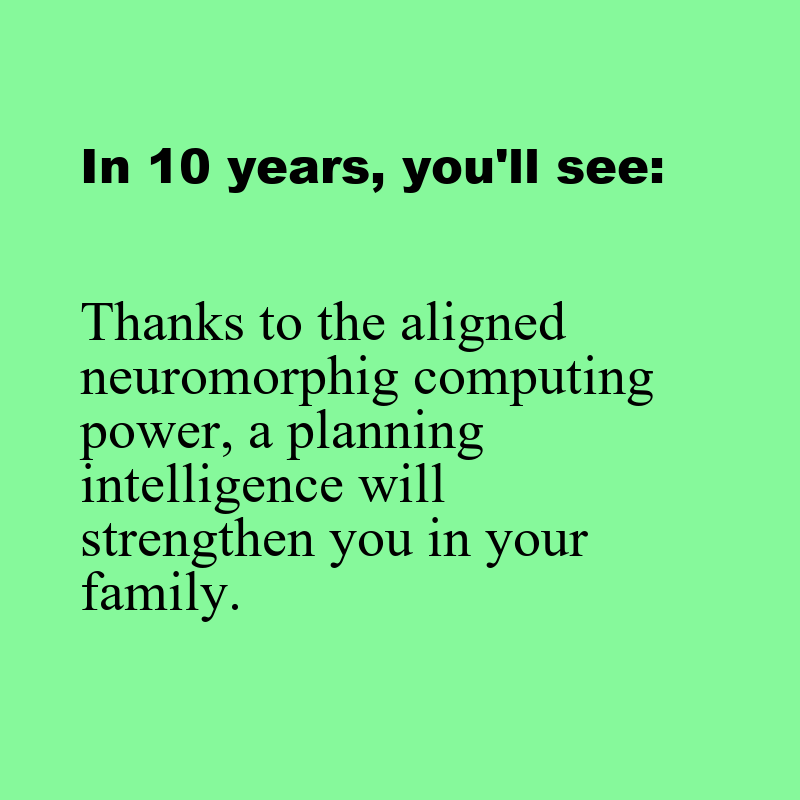 In 10 years, you'll see:
Thanks to the aligned
neuromorphig computing
power, a planning
intelligence will
strengthen you in your
family.